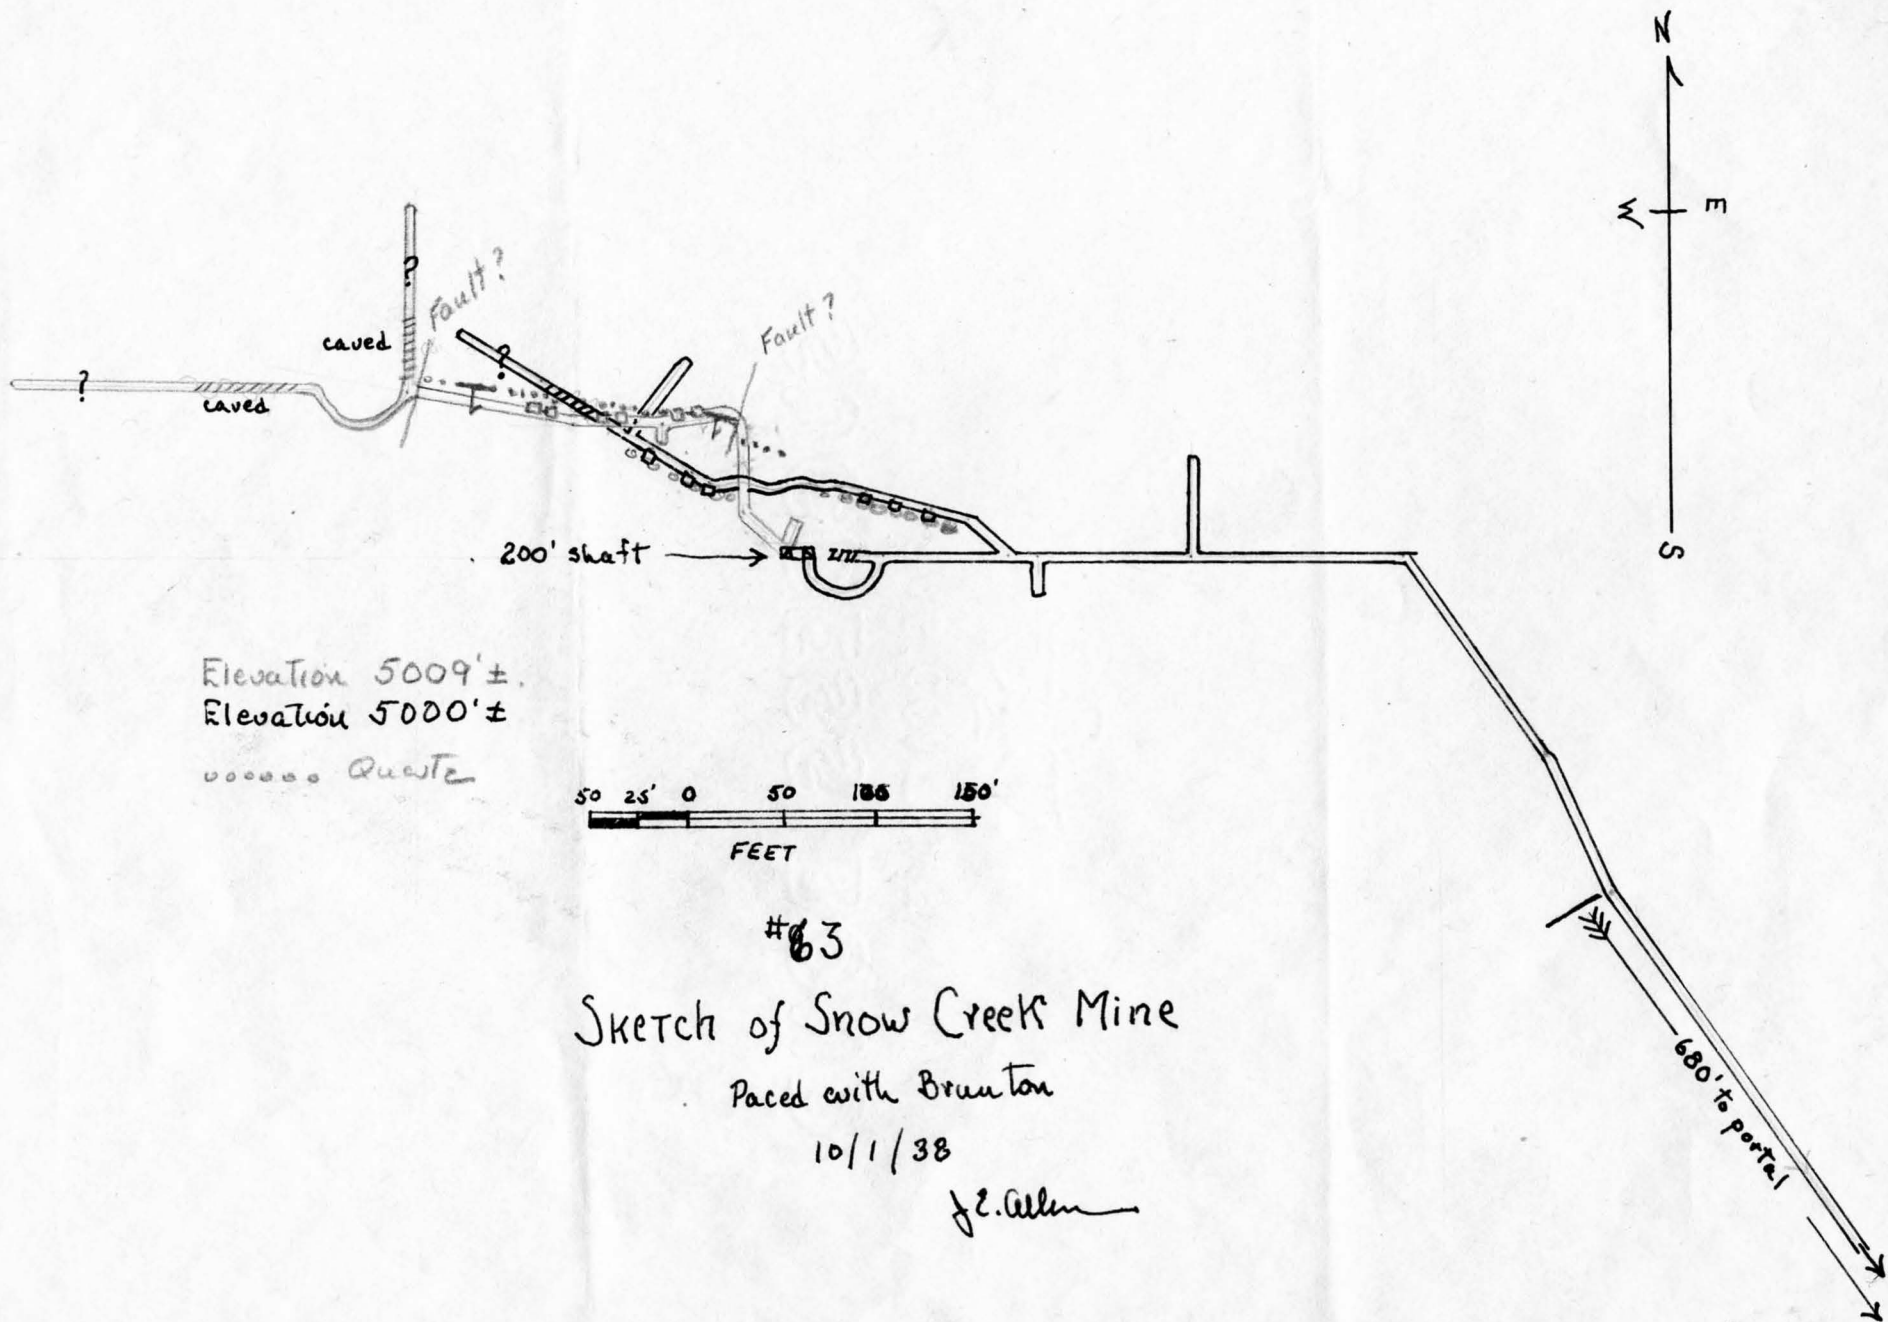 N
W E
S
?
Fault?
Fault?
caved
?
?
caved
200' shaft
Elevation 5009'±.
Elevation 5000'±
Quartz
50 25' 0 50 100 150'
FEET
#63
Sketch of Snow Creek Mine
Paced with Brunton
10/1/38
J E. Allen
680' to portal